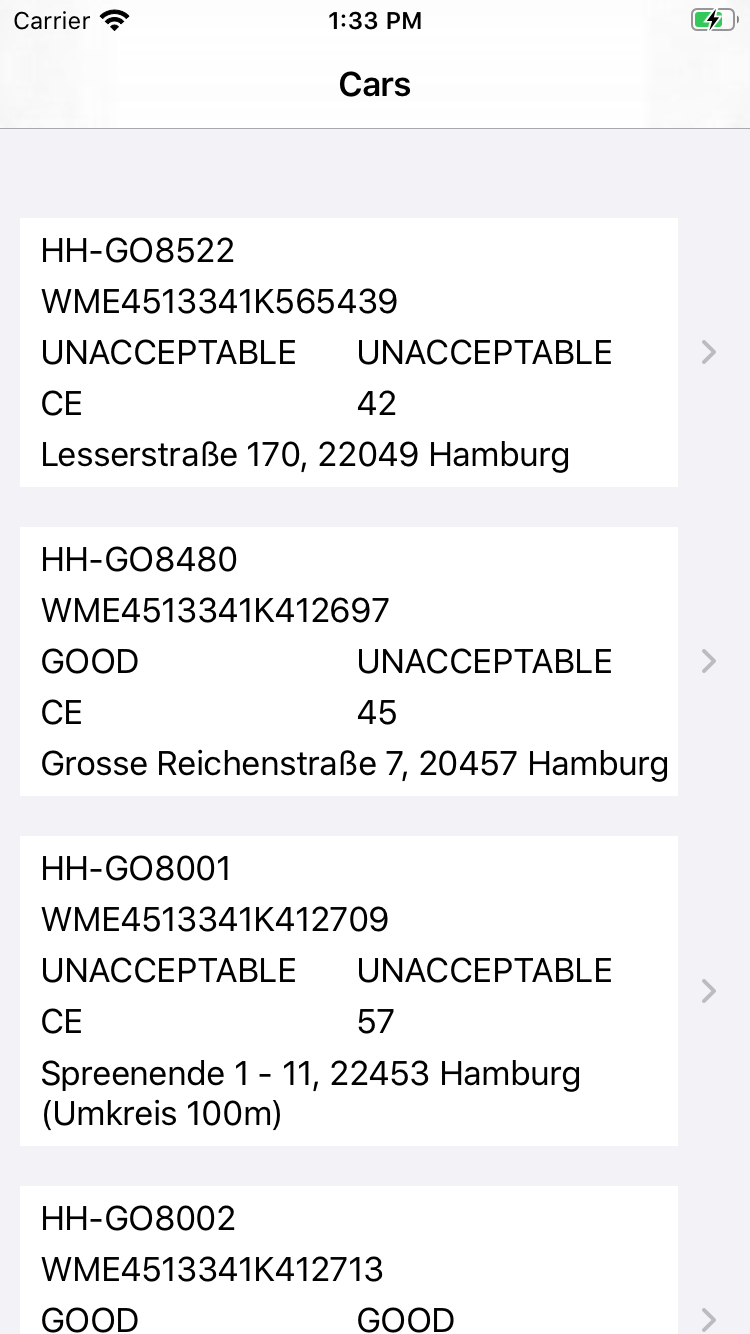 Carrier 1:33 PM
Cars
HH-GO8522
WME4513341K565439
UNACCEPTABLE UNACCEPTABLE
CE 42
Lesserstraße 170, 22049 Hamburg
HH-GO8480
WME4513341K412697
GOOD UNACCEPTABLE
CE 45
Grosse Reichenstraße 7, 20457 Hamburg
HH-GO8001
WME4513341K412709
UNACCEPTABLE UNACCEPTABLE
CE 57
Spreenende 1 - 11, 22453 Hamburg
(Umkreis 100m)
HH-GO8002
WME4513341K412713
GOOD GOOD